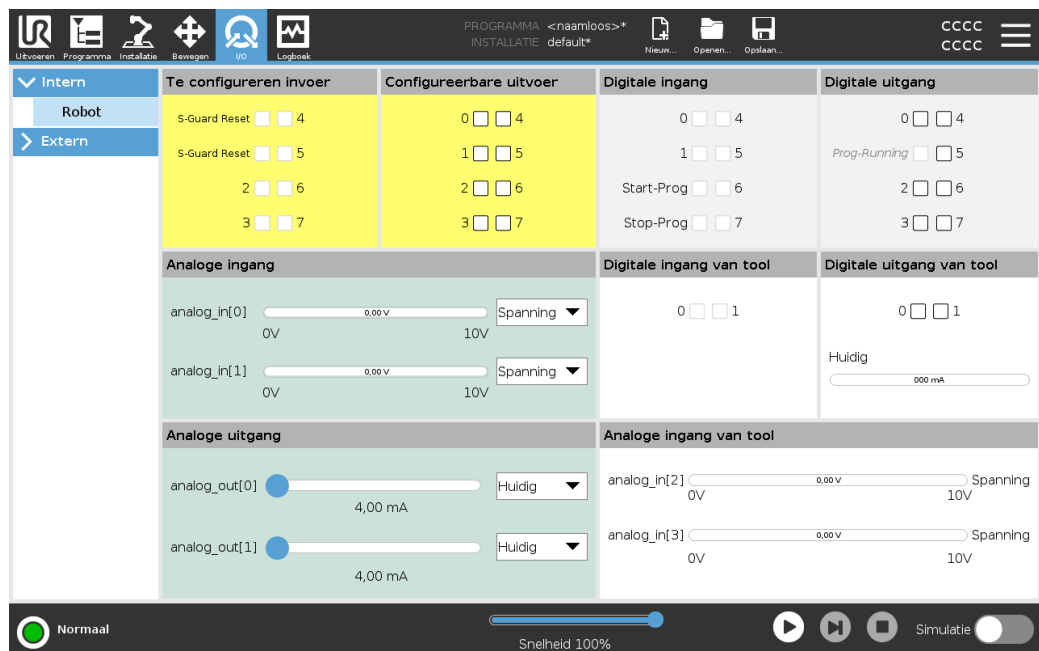 PROGRAMMA <naamloos>*
INSTALLATIE default*
Uitvoeren Programma Installatie Bewegen I/O Logboek
Nieuw... Openen... Opslaan...
CCCC
CCCC
Intern
Robot
Extern
Te configureren invoer
S-Guard Reset 4
S-Guard Reset 5
2 6
3 7
Configureerbare uitvoer
0 4
1 5
2 6
3 7
Digitale ingang
0 4
1 5
Start-Prog 6
Stop-Prog 7
Digitale uitgang
0 4
Prog-Running 5
2 6
3 7
Analoge ingang
analog_in[0] 0,00 V Spanning
0V 10V
analog_in[1] 0,00 V Spanning
0V 10V
Digitale ingang van tool
0 1
Digitale uitgang van tool
0 1
Huidig
000 mA
Analoge uitgang
analog_out[0] Huidig
4,00 mA
analog_out[1] Huidig
4,00 mA
Analoge ingang van tool
analog_in[2] 0,00 V Spanning
0V 10V
analog_in[3] 0,00 V Spanning
0V 10V
Normaal
Snelheid 100%
Simulatie